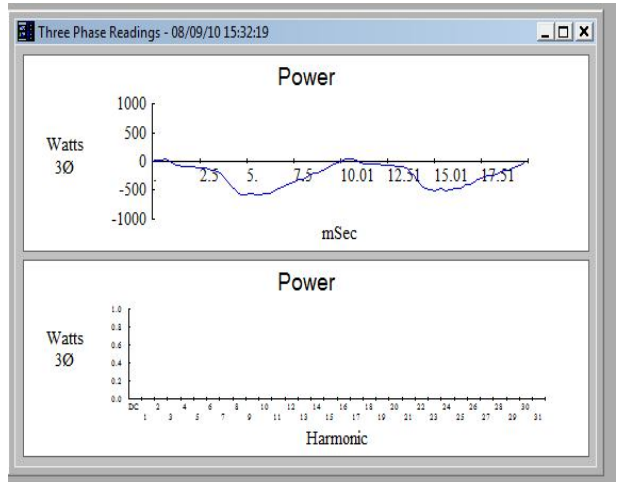 Three Phase Readings - 08/09/10 15:32:19
Power
1000
500
Watts
0
3Ø
. 2.5 5. 7.5 10.01 12.51 15.01 17.51
-500
-1000
mSec
Power
1.0
0.8
Watts
0.6
3Ø
0.4
0.2
0.0
DC 2 4 6 8 10 12 14 16 18 20 22 24 26 28 30
1 3 5 7 9 11 13 15 17 19 21 23 25 27 29 31
Harmonic